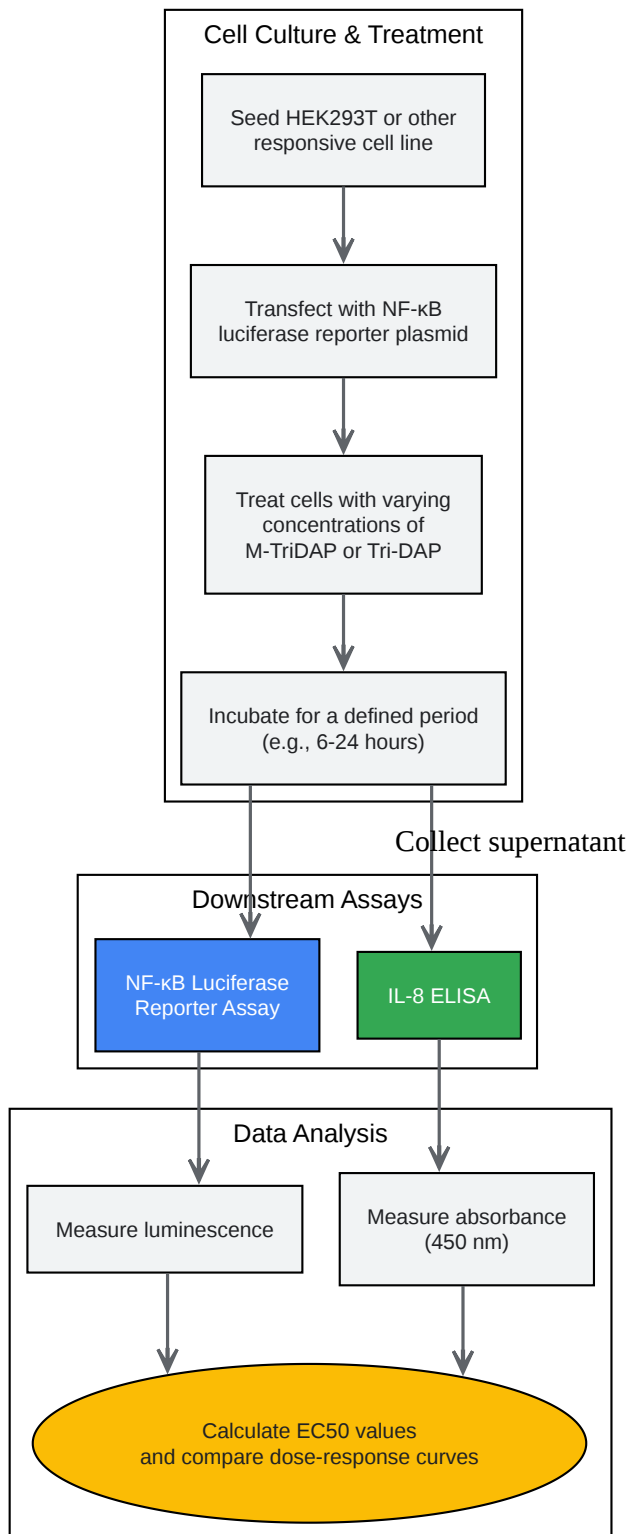 Cell Culture & Treatment
Seed HEK293T or other
responsive cell line
Transfect with NF-κB
luciferase reporter plasmid
Treat cells with varying
concentrations of
M-TriDAP or Tri-DAP
Incubate for a defined period
(e.g., 6-24 hours)
Collect supernatant
Downstream Assays
NF-κB Luciferase
Reporter Assay
IL-8 ELISA
Data Analysis
Measure luminescence
Measure absorbance
(450 nm)
Calculate EC50 values
and compare dose-response curves